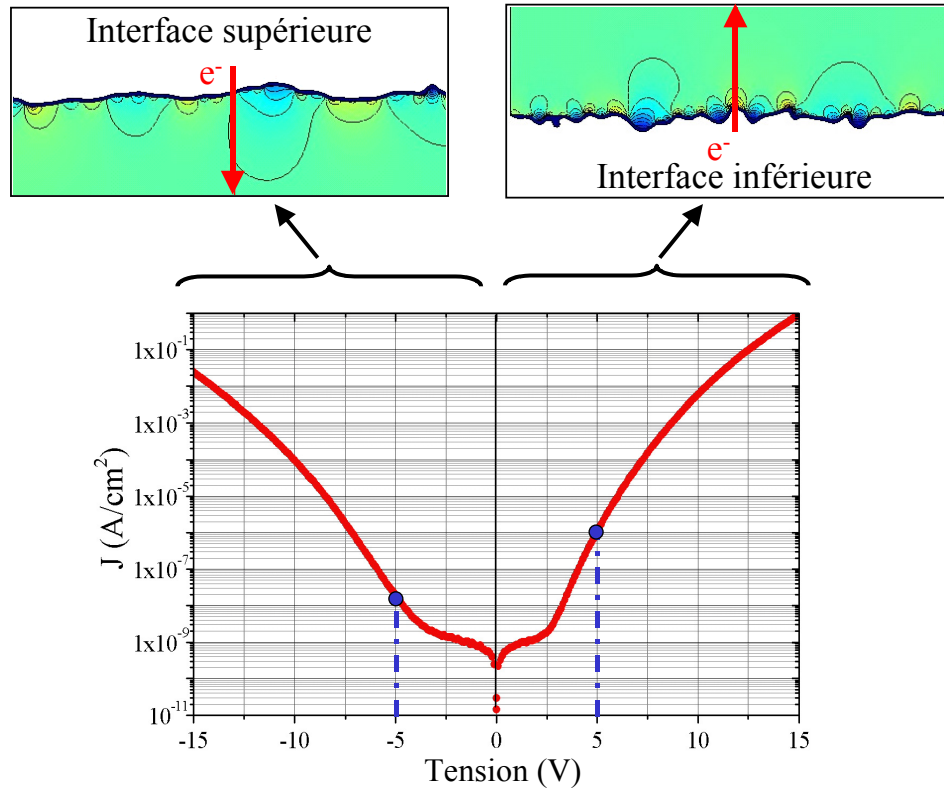 Interface supérieure
e-
e-
Interface inférieure
J (A/cm²)
1x10⁻¹
1x10⁻³
1x10⁻⁵
1x10⁻⁷
1x10⁻⁹
10⁻¹¹
-15 -10 -5 0 5 10 15
Tension (V)